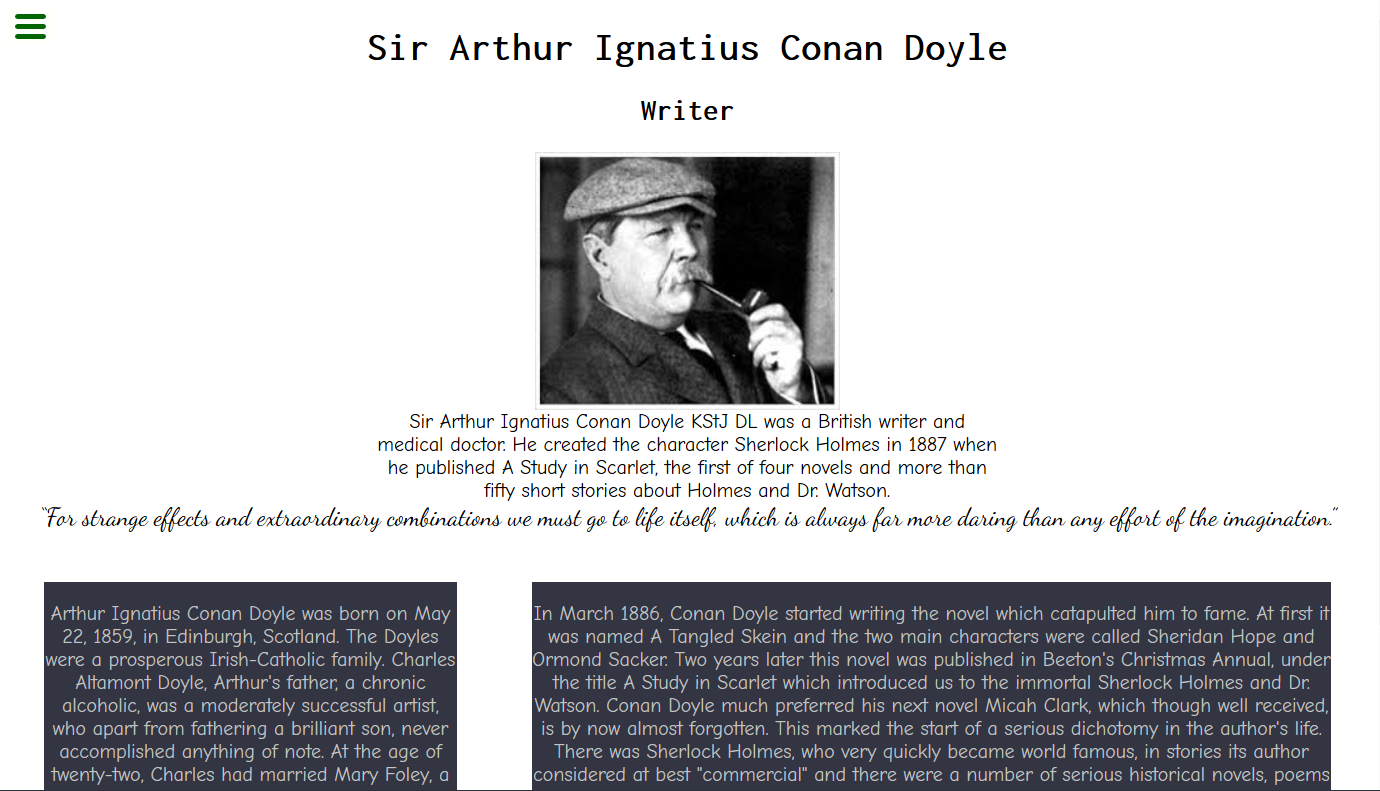 Sir Arthur Ignatius Conan Doyle
Writer
Sir Arthur Ignatius Conan Doyle KStJ DL was a British writer and
medical doctor. He created the character Sherlock Holmes in 1887 when
he published A Study in Scarlet, the first of four novels and more than
fifty short stories about Holmes and Dr. Watson.
“For strange effects and extraordinary combinations we must go to life itself, which is always far more daring than any effort of the imagination.”
Arthur Ignatius Conan Doyle was born on May
22, 1859, in Edinburgh, Scotland. The Doyles
were a prosperous Irish-Catholic family. Charles
Altamont Doyle, Arthur's father, a chronic
alcoholic, was a moderately successful artist,
who apart from fathering a brilliant son, never
accomplished anything of note. At the age of
twenty-two, Charles had married Mary Foley, a
In March 1886, Conan Doyle started writing the novel which catapulted him to fame. At first it
was named A Tangled Skein and the two main characters were called Sheridan Hope and
Ormond Sacker. Two years later this novel was published in Beeton's Christmas Annual, under
the title A Study in Scarlet which introduced us to the immortal Sherlock Holmes and Dr.
Watson. Conan Doyle much preferred his next novel Micah Clark, which though well received,
is by now almost forgotten. This marked the start of a serious dichotomy in the author's life.
There was Sherlock Holmes, who very quickly became world famous, in stories its author
considered at best "commercial" and there were a number of serious historical novels, poems